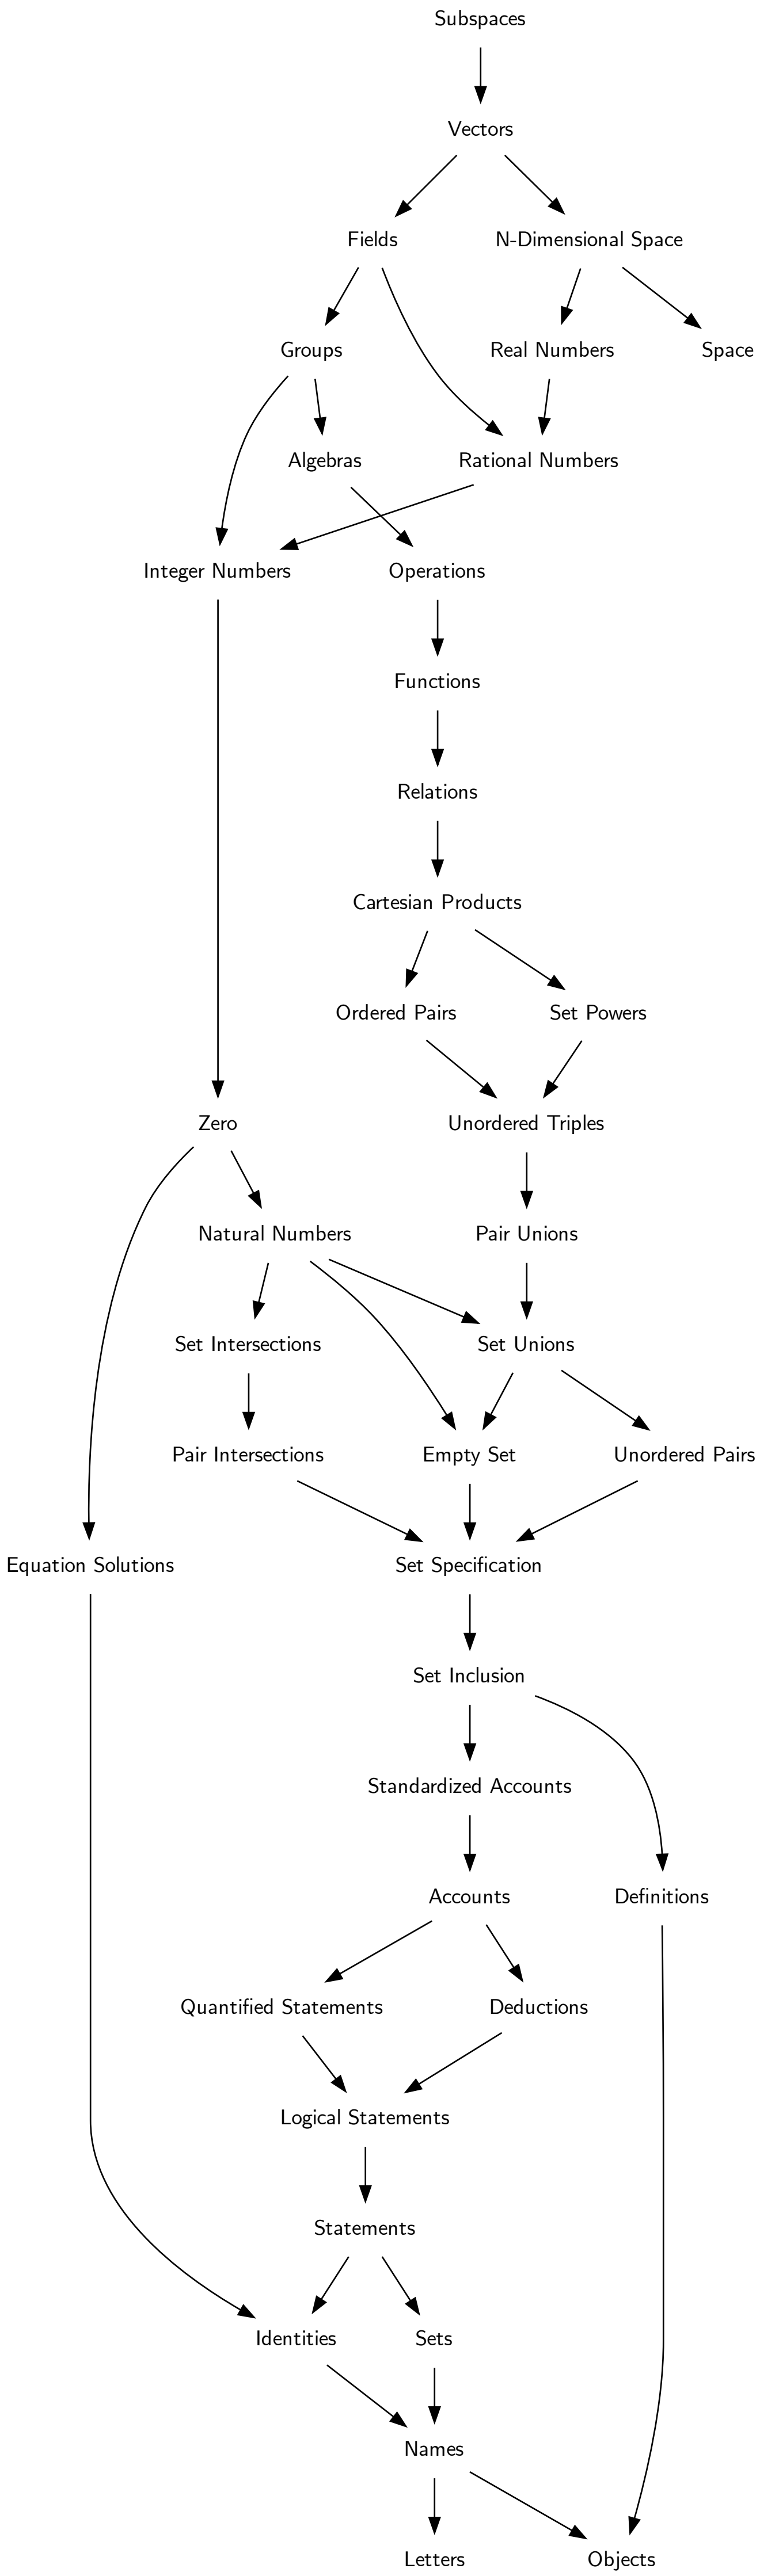 Subspaces
Vectors
Fields
N-Dimensional Space
Groups
Real Numbers
Space
Algebras
Rational Numbers
Integer Numbers
Operations
Functions
Relations
Cartesian Products
Ordered Pairs
Set Powers
Zero
Unordered Triples
Natural Numbers
Pair Unions
Set Intersections
Set Unions
Pair Intersections
Empty Set
Unordered Pairs
Equation Solutions
Set Specification
Set Inclusion
Standardized Accounts
Accounts
Definitions
Quantified Statements
Deductions
Logical Statements
Statements
Identities
Sets
Names
Letters
Objects